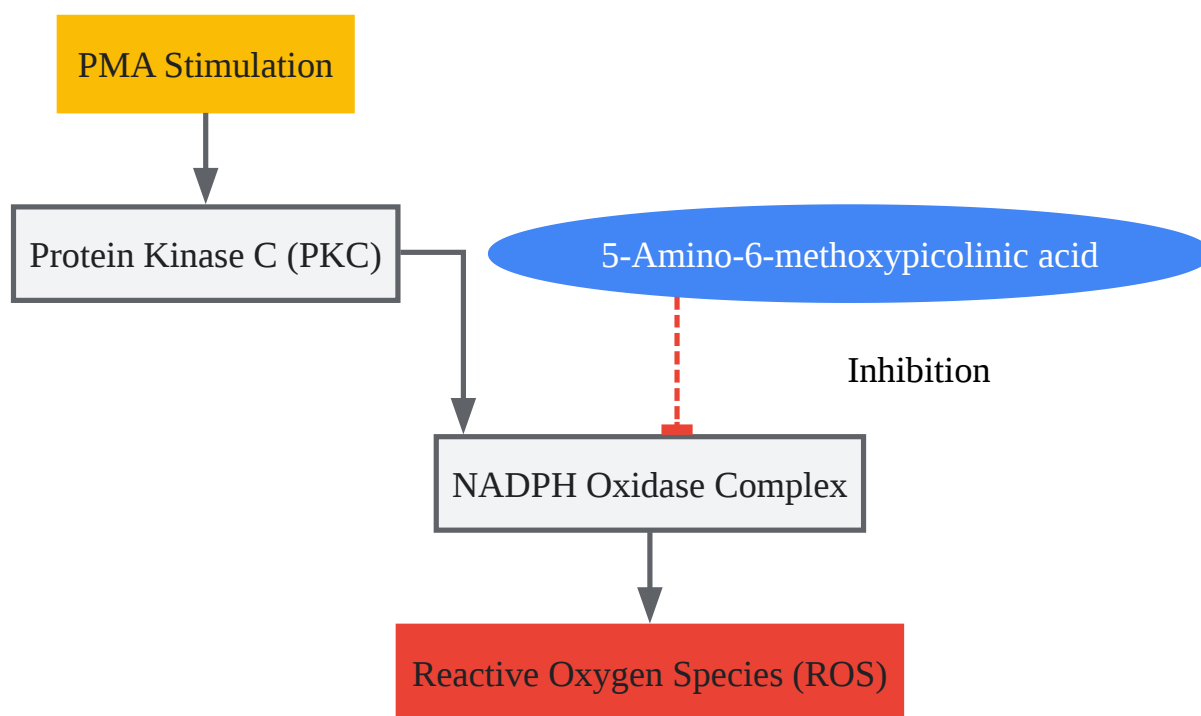 PMA Stimulation
Protein Kinase C (PKC)
5-Amino-6-methoxypicolinic acid
Inhibition
NADPH Oxidase Complex
Reactive Oxygen Species (ROS)